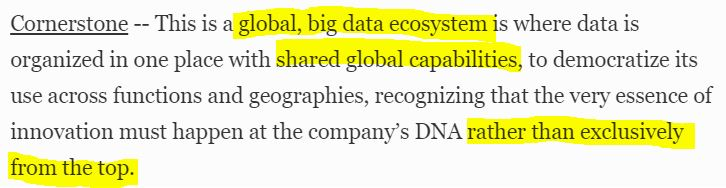 Cornerstone -- This is a global, big data ecosystem is where data is
organized in one place with shared global capabilities, to democratize its
use across functions and geographies, recognizing that the very essence of
innovation must happen at the company’s DNA rather than exclusively
from the top.